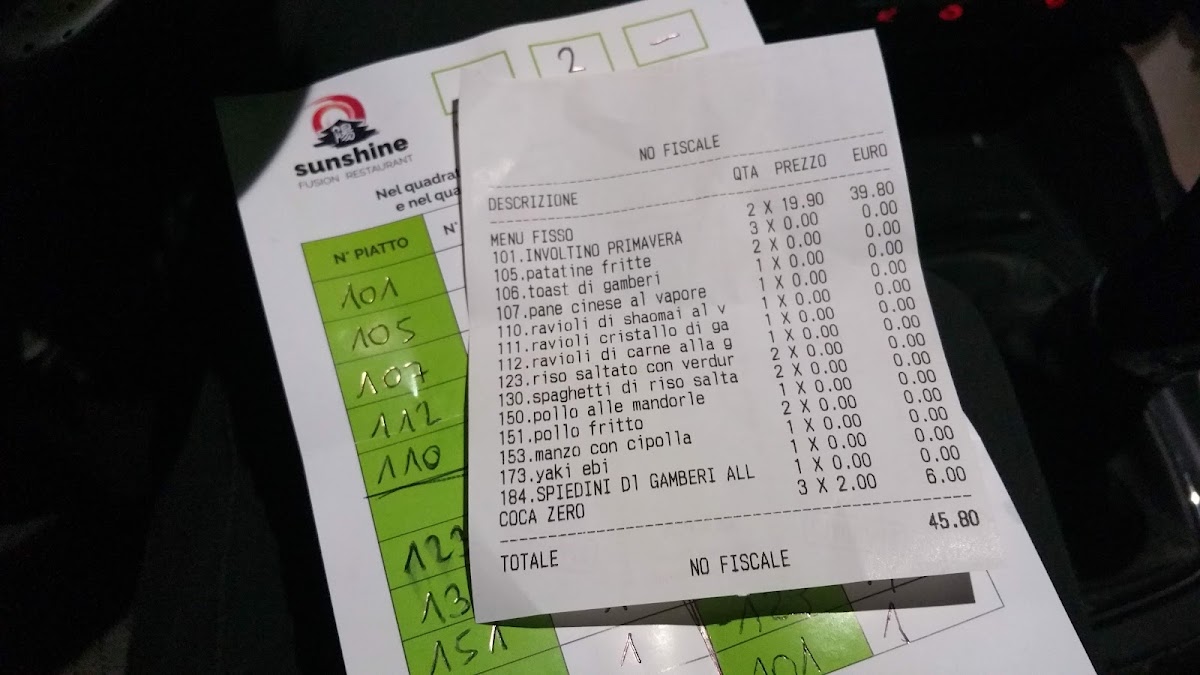 2
陽
sunshine
FUSION RESTAURANT
Nel
e nel
N° PIATTO
101
105
107
112
110
151
1
1
101
1
NO FISCALE
DESCRIZIONE QTA PREZZO EURO
MENU FISSO 2 X 19.90 39.80
101.INVOLTINO PRIMAVERA 3 X 0.00 0.00
105.patatine fritte 2 X 0.00 0.00
106.toast di gamberi 1 X 0.00 0.00
107.pane cinese al vapore 1 X 0.00 0.00
110.ravioli di shaomai al v 1 X 0.00 0.00
111.ravioli cristallo di ga 1 X 0.00 0.00
112.ravioli di carne alla g 1 X 0.00 0.00
123.riso saltato con verdur 2 X 0.00 0.00
130.spaghetti di riso salta 2 X 0.00 0.00
150.pollo alle mandorle 1 X 0.00 0.00
151.pollo fritto 2 X 0.00 0.00
153.manzo con cipolla 1 X 0.00 0.00
173.yaki ebi 1 X 0.00 0.00
184.SPIEDINI DI GAMBERI ALL 1 X 0.00 0.00
COCA ZERO 3 X 2.00 6.00
TOTALE 45.80
NO FISCALE